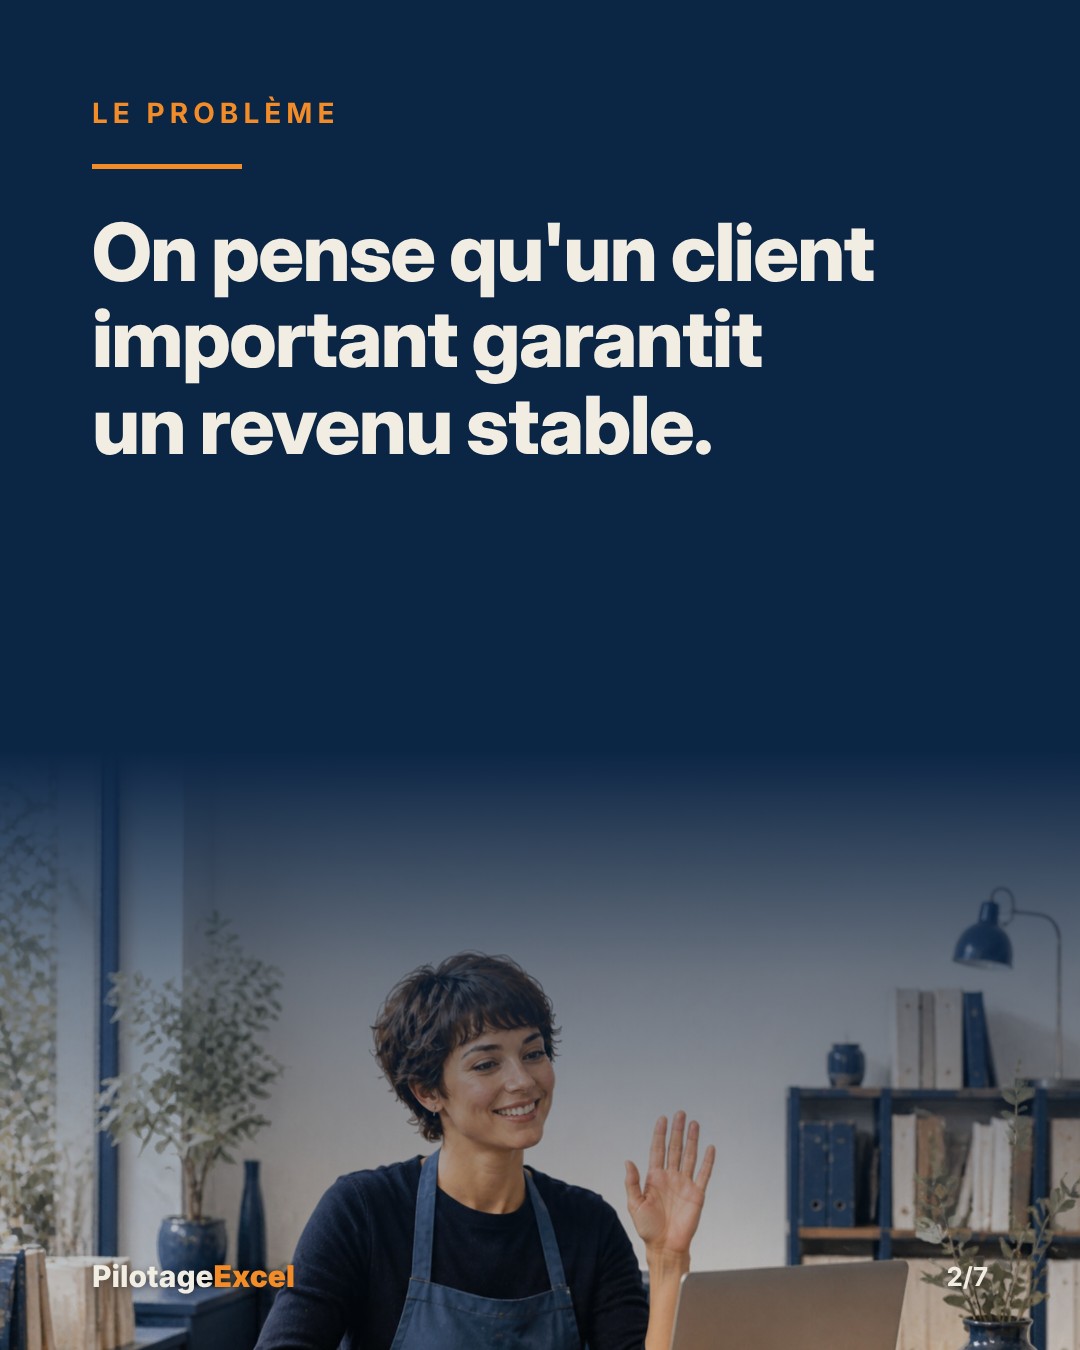 LE PROBLÈME
On pense qu'un client
important garantit
un revenu stable.
PilotageExcel
2/7